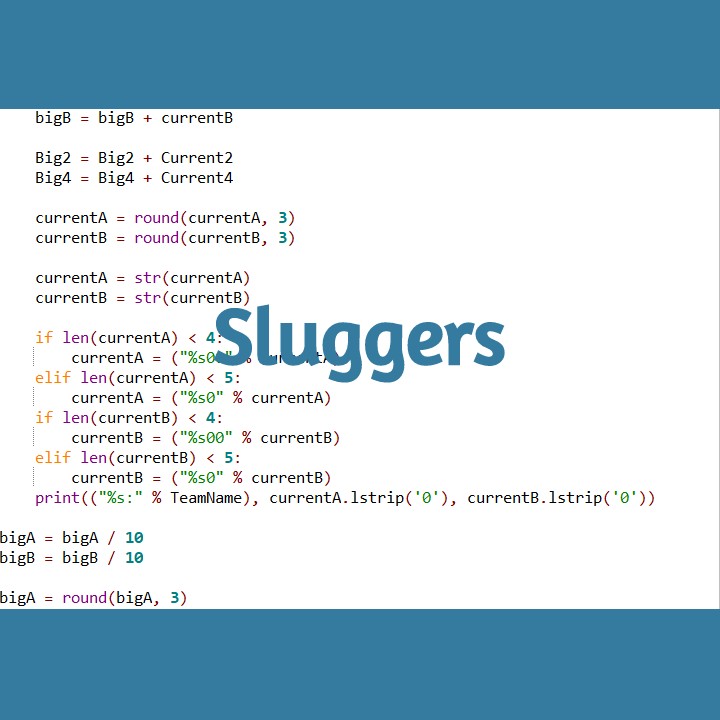 bigB = bigB + currentB
Big2 = Big2 + Current2
Big4 = Big4 + Current4
currentA = round(currentA, 3)
currentB = round(currentB, 3)
currentA = str(currentA)
currentB = str(currentB)
Sluggers
if len(currentA) < 4:
currentA = ("%s00" %
elif len(currentA) < 5:
currentA = ("%s0" % currentA)
if len(currentB) < 4:
currentB = ("%s00" % currentB)
elif len(currentB) < 5:
currentB = ("%s0" % currentB)
print(("%s:" % TeamName), currentA.lstrip('0'), currentB.lstrip('0'))
bigA = bigA / 10
bigB = bigB / 10
bigA = round(bigA, 3)